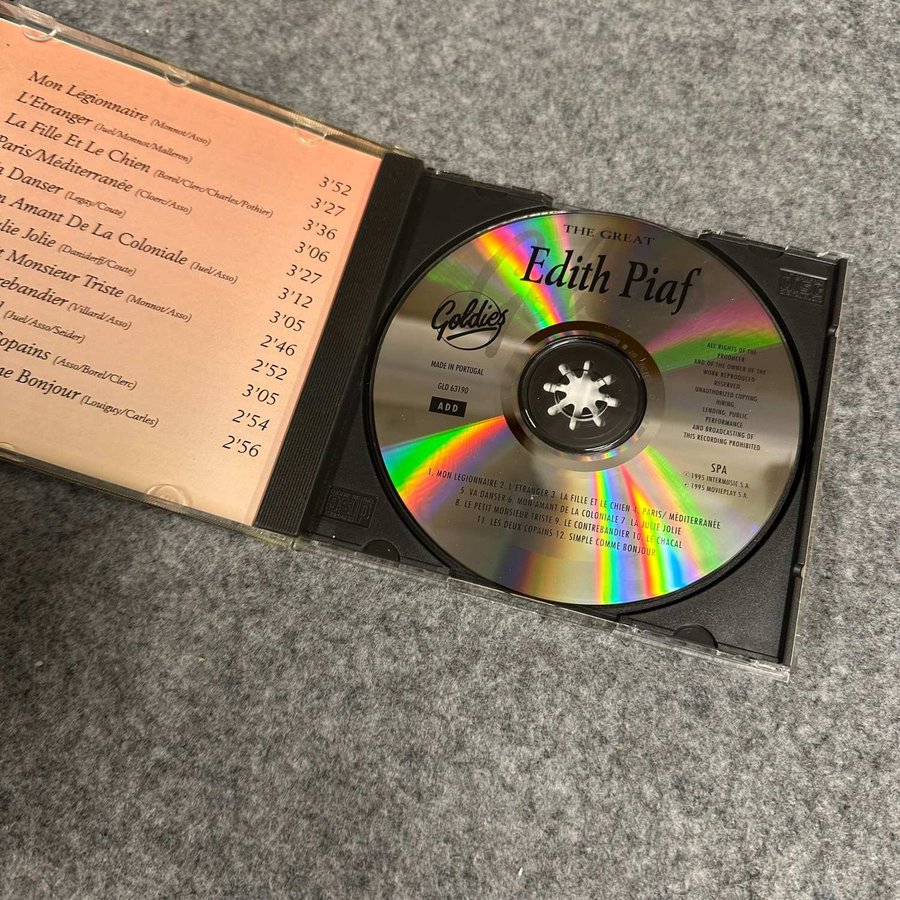 Mon Légionnaire (Monnot/Asso) 3'52
L'Etranger (Juel/Monnot/Malleron) 3'27
La Fille Et Le Chien (Borel/Clerc/Charles/Pothier) 3'36
Paris/Méditerranée (Cloerc/Asso) 3'06
a Danser (Legay/Coute) 3'27
n Amant De La Coloniale (Juel/Asso) 3'12
lie Jolie (Daniderff/Coute) 3'05
it Monsieur Triste (Monnot/Asso) 2'46
rebandier (Villard/Asso) 2'52
l (Juel/Asso/Seider) 3'05
Copains (Asso/Borel/Clerc) 2'54
me Bonjour (Louiguy/Carles) 2'56
THE GREAT
Edith Piaf
Goldies
MADE IN PORTUGAL
GLD 63190
ADD
ALL RIGHTS OF THE
PRODUCER
AND OF THE OWNER OF THE
WORK REPRODUCED
RESERVED.
UNAUTHORIZED COPYING,
HIRING,
LENDING, PUBLIC
PERFORMANCE
AND BROADCASTING OF
THIS RECORDING PROHIBITED
SPA
℗ 1995 INTERMUSIC S.A.
© 1995 MOVIEPLAY S.A.
1. MON LEGIONNAIRE 2. L'ETRANGER 3. LA FILLE ET LE CHIEN 4. PARIS/ MÉDITERRANÉE
5. VA DANSER 6. MON AMANT DE LA COLONIALE 7. LA JULIE JOLIE
8. LE PETIT MONSIEUR TRISTE 9. LE CONTREBANDIER 10. LE CHACAL
11. LES DEUX COPAINS 12. SIMPLE COMME BONJOUR